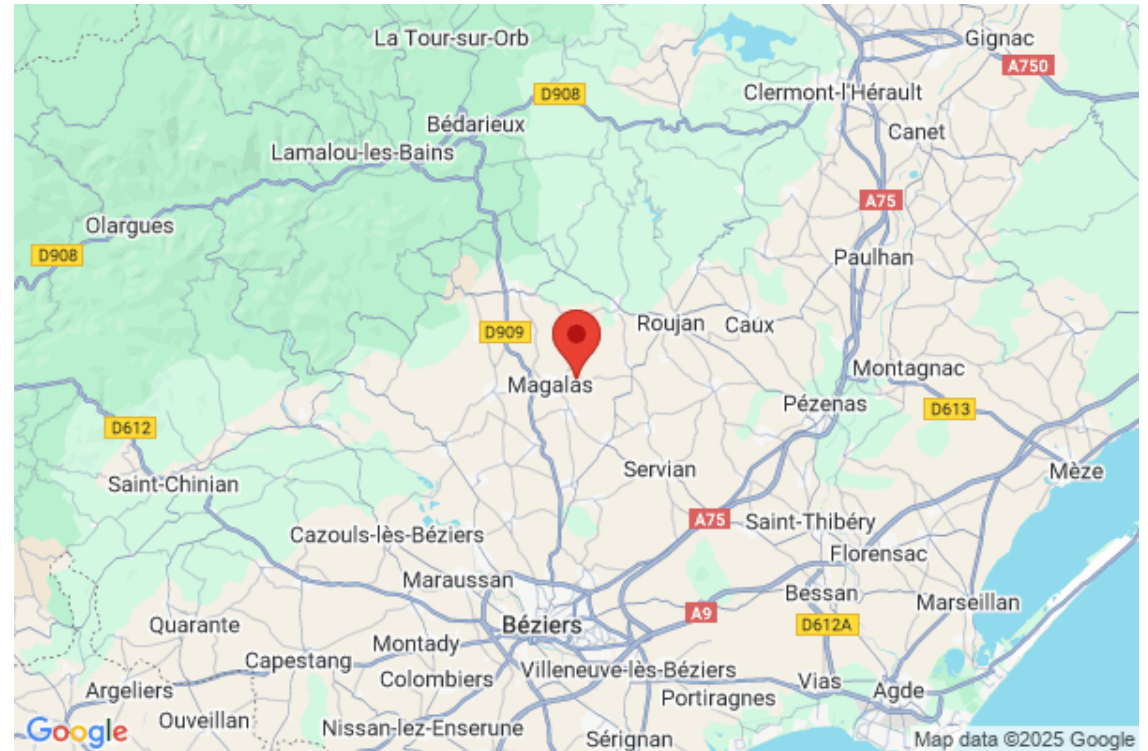 La Tour-sur-Orb
Gignac
A750
D908
Clermont-l'Hérault
Bédarieux
Canet
Lamalou-les-Bains
A75
Olargues
D908
Paulhan
D909
Roujan
Caux
Magalas
Montagnac
Pézenas
D613
D612
Servian
Mèze
Saint-Chinian
A75
Saint-Thibéry
Cazouls-lès-Béziers
Florensac
Maraussan
Bessan
Marseillan
A9
Quarante
Béziers
D612A
Montady
Capestang
Villeneuve-lès-Béziers
Colombiers
Vias
Agde
Argeliers
Portiragnes
Ouveillan
Nissan-lez-Enserune
Sérignan
Google
Map data ©2025 Google